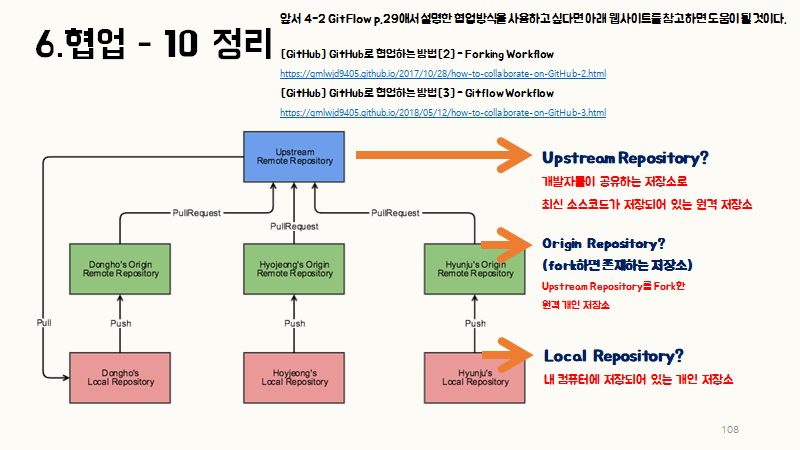 앞서 4-2 GitFlow p.29에서 설명한 협업방식을 사용하고 싶다면 아래 웹사이트를 참고하면 도움이 될 것이다.
6.협업 - 10 정리
[GitHub] GitHub로 협업하는 방법[2] - Forking Workflow
https://gmlwjd9405.github.io/2017/10/28/how-to-collaborate-on-GitHub-2.html
[GitHub] GitHub로 협업하는 방법[3] - Gitflow Workflow
https://gmlwjd9405.github.io/2018/05/12/how-to-collaborate-on-GitHub-3.html
Upstream
Remote Repository
Upstream Repository?
개발자들이 공유하는 저장소로
최신 소스코드가 저장되어 있는 원격 저장소
PullRequest
PullRequest
PullRequest
Dongho's Origin
Remote Repository
Hyojeong's Origin
Remote Repository
Hyunju's Origin
Remote Repository
Origin Repository?
(fork하면 존재하는 저장소)
Upstream Repository를 Fork한
원격 개인 저장소
Pull
Push
Push
Push
Dongho's
Local Repository
Hoyjeong's
Local Repository
Hyunju's
Local Repository
Local Repository?
내 컴퓨터에 저장되어 있는 개인 저장소
108